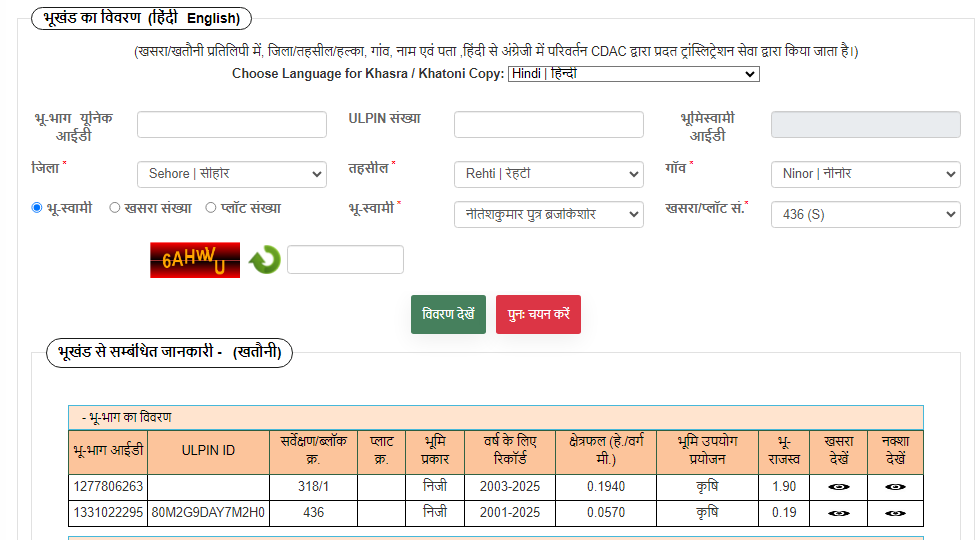 भूखंड का विवरण (हिंदी English)
(खसरा/खतौनी प्रतिलिपी में, जिला/तहसील/हल्का, गांव, नाम एवं पता ,हिंदी से अंग्रेजी में परिवर्तन CDAC द्वारा प्रदत ट्रांस्लिट्रेशन सेवा द्वारा किया जाता है।)
Choose Language for Khasra / Khatoni Copy: Hindi | हिन्दी
भू-भाग यूनिक आईडी ULPIN संख्या भूमिस्वामी आईडी
जिला * Sehore | सीहोर तहसील * Rehti | रेहटी गाँव * Ninor | नीनोर
भू-स्वामी खसरा संख्या प्लॉट संख्या भू-स्वामी * नीतेशकुमार पुत्र ब्रजकिशोर खसरा/प्लॉट सं.* 436 (S)
6AHWU
विवरण देखें पुनः चयन करें
भूखंड से सम्बंधित जानकारी - (खतौनी)
- भू-भाग का विवरण
भू-भाग आईडी ULPIN ID सर्वेक्षण/ब्लॉक क्र. प्लाट क्र. भूमि प्रकार वर्ष के लिए रिकॉर्ड क्षेत्रफल (हे./वर्ग मी.) भूमि उपयोग प्रयोजन भू-राजस्व खसरा देखें नक्शा देखें
1277806263 318/1 निजी 2003-2025 0.1940 कृषि 1.90
1331022295 80M2G9DAY7M2H0 436 निजी 2001-2025 0.0570 कृषि 0.19